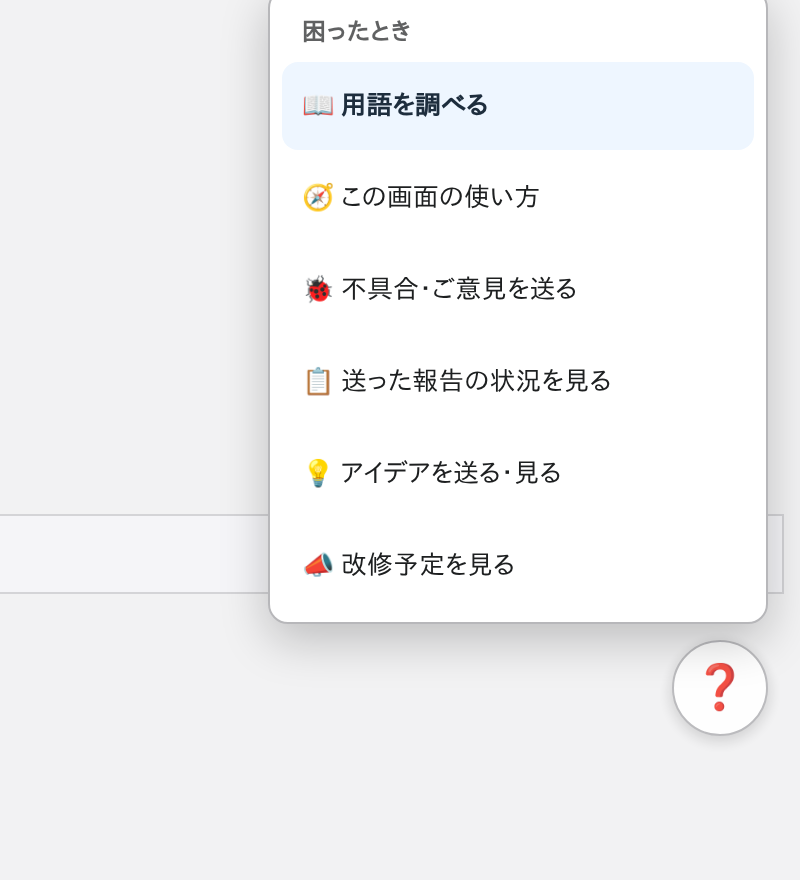 困ったとき
📖 用語を調べる
🧭 この画面の使い方
🐞 不具合･ご意見を送る
📋 送った報告の状況を見る
💡 アイデアを送る･見る
📣 改修予定を見る
❓